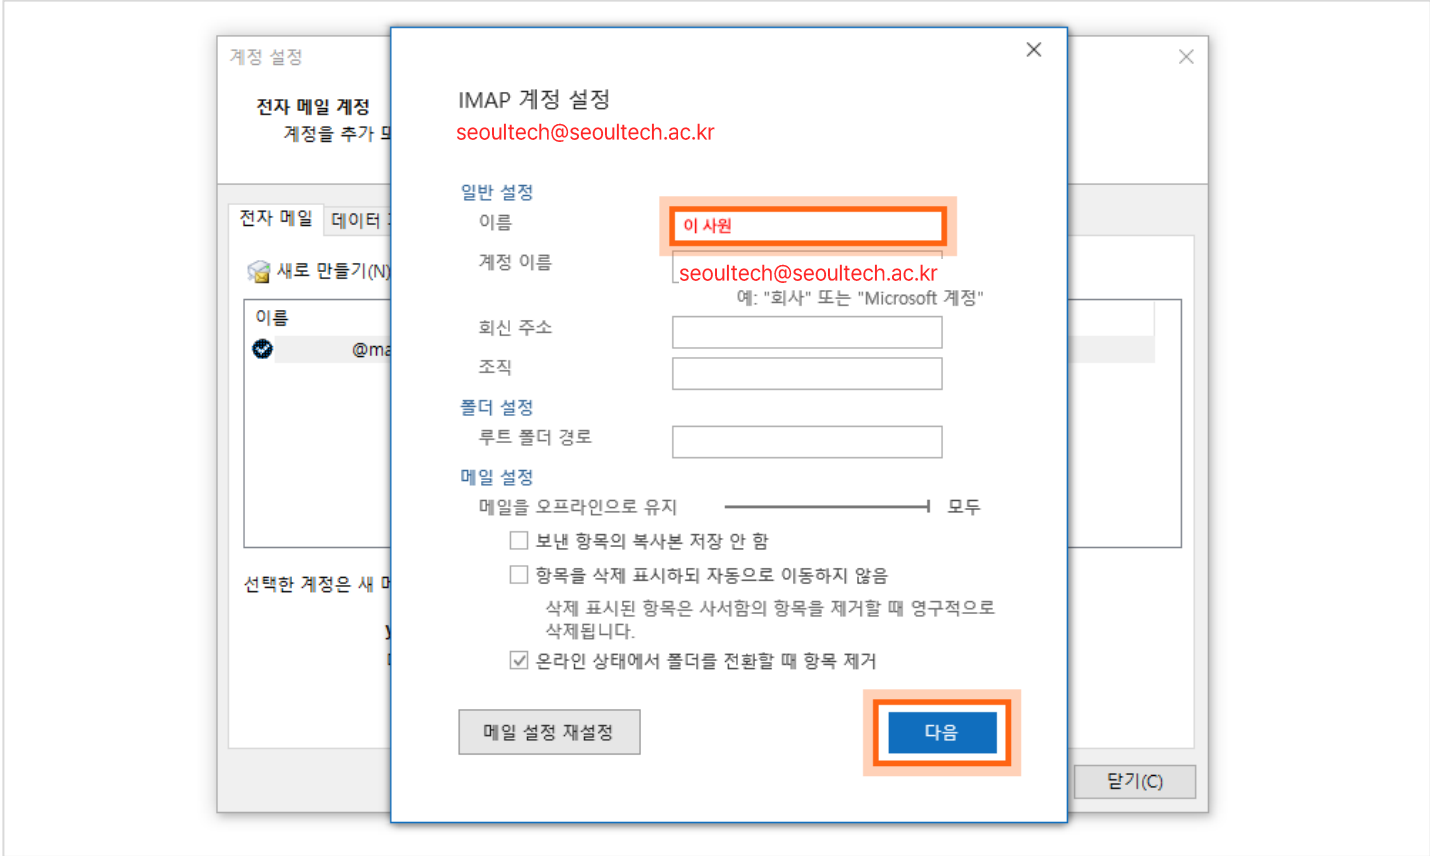 계정 설정
전자 메일 계정
계정을 추가
전자 메일
데이터
새로 만들기(N)
이름
@ma
선택한 계정은 새
IMAP 계정 설정
seoultech@seoultech.ac.kr
일반 설정
이름
이 사원
계정 이름
seoultech@seoultech.ac.kr
예: "회사" 또는 "Microsoft 계정"
회신 주소
조직
폴더 설정
루트 폴더 경로
메일 설정
메일을 오프라인으로 유지
모두
보낸 항목의 복사본 저장 안 함
항목을 삭제 표시하되 자동으로 이동하지 않음
삭제 표시된 항목은 사서함의 항목을 제거할 때 영구적으로
삭제됩니다.
온라인 상태에서 폴더를 전환할 때 항목 제거
메일 설정 재설정
다음
닫기(C)